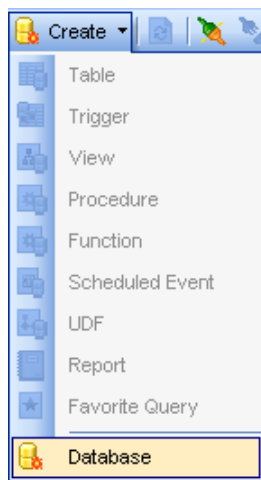 Create
Table
Trigger
View
Procedure
Function
Scheduled Event
UDF
Report
Favorite Query
Database